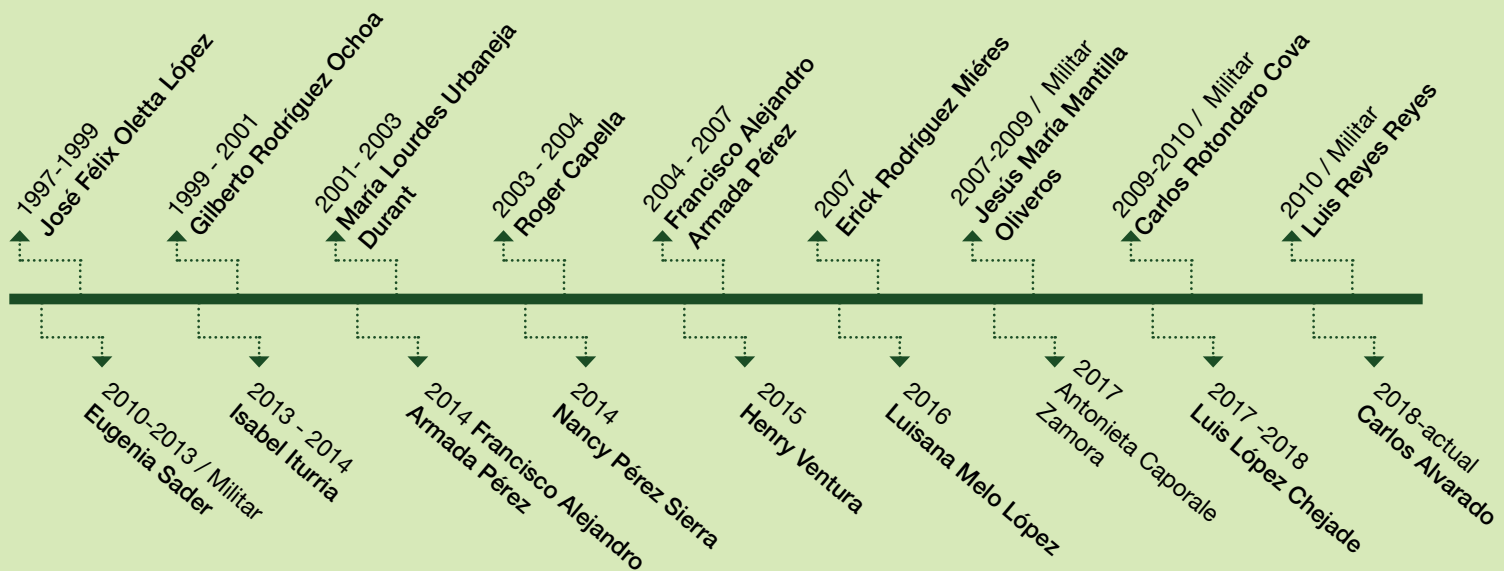 1997-1999
José Félix Oletta López
1999 - 2001
Gilberto Rodríguez Ochoa
2001- 2003
María Lourdes Urbaneja
Durant
2003 - 2004
Roger Capella
2004 - 2007
Francisco Alejandro
Armada Pérez
2007
Erick Rodríguez Miéres
2007-2009 / Militar
Jesús María Mantilla
Oliveros
2009-2010 / Militar
Carlos Rotondaro Cova
2010 / Militar
Luis Reyes Reyes
2010-2013 / Militar
Eugenia Sader
2013 - 2014
Isabel Iturria
2014 Francisco Alejandro
Armada Pérez
2014
Nancy Pérez Sierra
2015
Henry Ventura
2016
Luisana Melo López
2017
Antonieta Caporale
Zamora
2017 -2018
Luis López Chejade
2018-actual
Carlos Alvarado